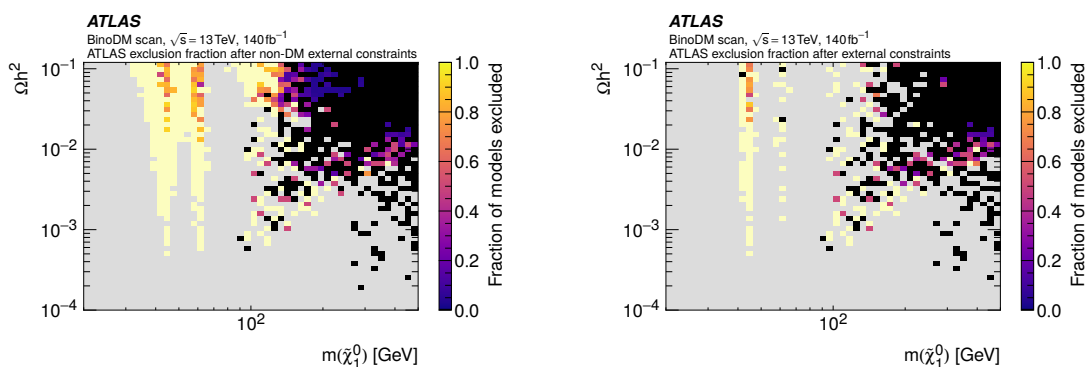 ATLAS
BinoDM scan, √s = 13 TeV, 140 fb⁻¹
ATLAS exclusion fraction after non-DM external constraints
Ωh²
10⁻¹
10⁻²
10⁻³
10⁻⁴
10²
m(χ̃₁⁰) [GeV]
1.0
0.8
0.6
0.4
0.2
0.0
Fraction of models excluded
ATLAS
BinoDM scan, √s = 13 TeV, 140 fb⁻¹
ATLAS exclusion fraction after external constraints
Ωh²
10⁻¹
10⁻²
10⁻³
10⁻⁴
10²
m(χ̃₁⁰) [GeV]
1.0
0.8
0.6
0.4
0.2
0.0
Fraction of models excluded